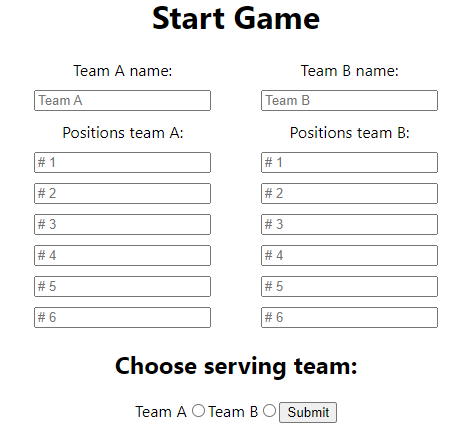 Start Game
Team A name: Team B name:
Team A Team B
Positions team A: Positions team B:
# 1 # 1
# 2 # 2
# 3 # 3
# 4 # 4
# 5 # 5
# 6 # 6
Choose serving team:
Team A Team B Submit